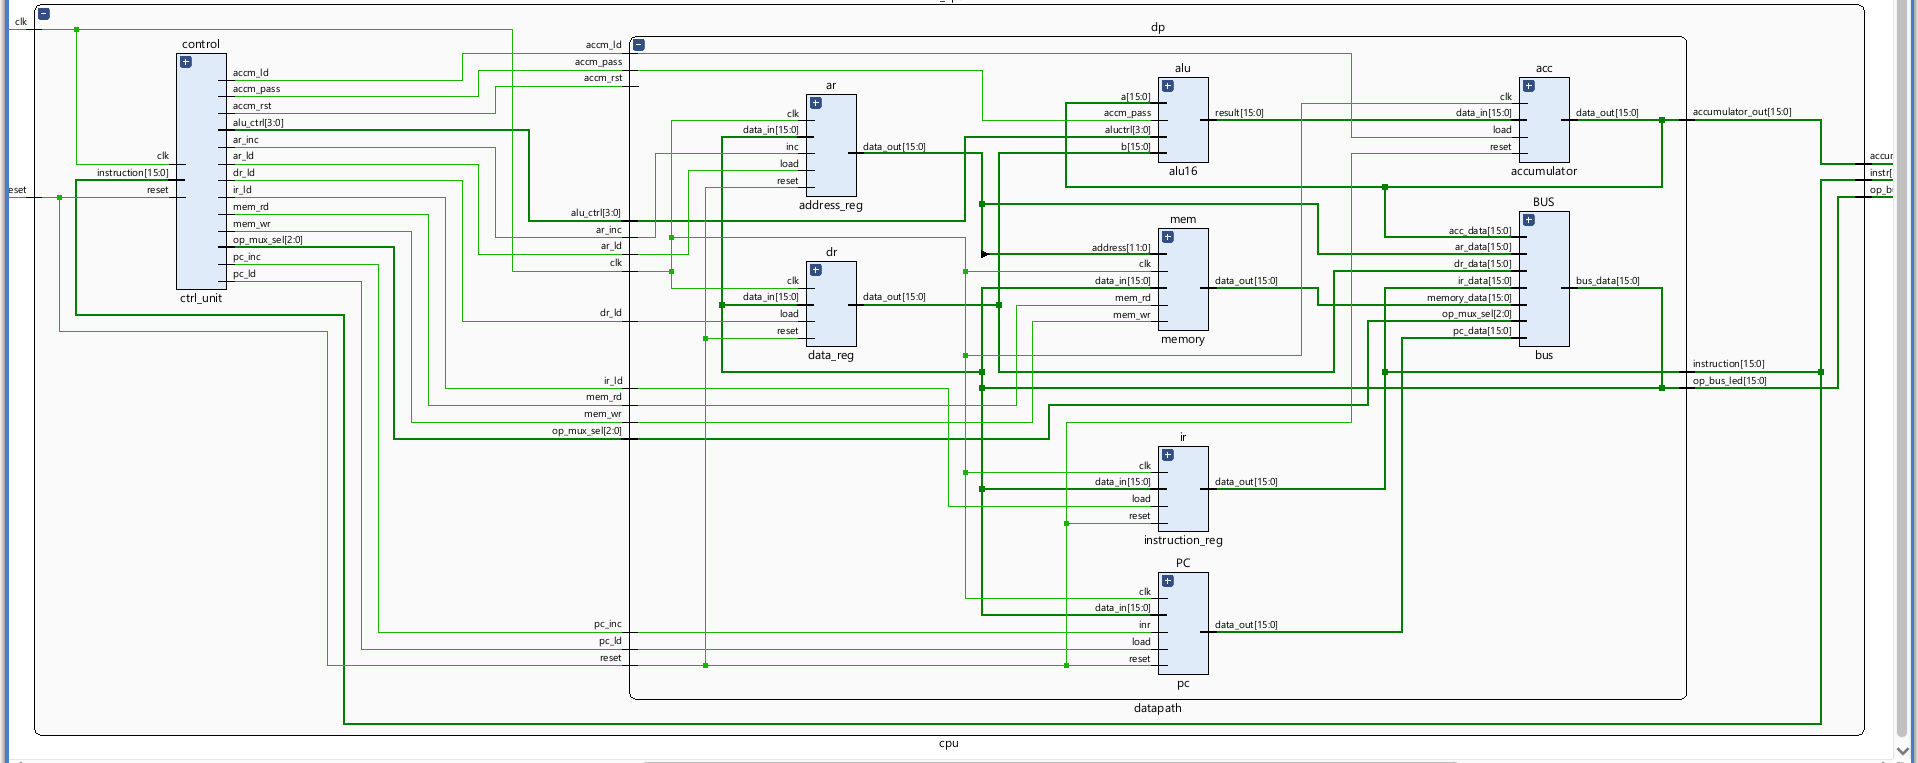 clk
dp
control
accm_ld
accm_pass
accm_rst
alu_ctrl[3:0]
ar_inc
ar_ld
dr_ld
ir_ld
mem_rd
mem_wr
op_mux_sel[2:0]
pc_inc
pc_ld
clk
instruction[15:0]
reset
eset
ctrl_unit
accm_ld
accm_pass
accm_rst
alu_ctrl[3:0]
ar_inc
ar_ld
clk
dr_ld
ir_ld
mem_rd
mem_wr
op_mux_sel[2:0]
pc_inc
pc_ld
reset
ar
clk
data_in[15:0]
inc
load
reset
data_out[15:0]
address_reg
dr
clk
data_in[15:0]
load
reset
data_out[15:0]
data_reg
alu
a[15:0]
accm_pass
aluctrl[3:0]
b[15:0]
result[15:0]
alu16
mem
address[11:0]
clk
data_in[15:0]
mem_rd
mem_wr
data_out[15:0]
memory
ir
clk
data_in[15:0]
load
reset
data_out[15:0]
instruction_reg
PC
clk
data_in[15:0]
inr
load
reset
data_out[15:0]
pc
acc
clk
data_in[15:0]
load
reset
data_out[15:0]
accumulator
BUS
acc_data[15:0]
ar_data[15:0]
dr_data[15:0]
ir_data[15:0]
memory_data[15:0]
op_mux_sel[2:0]
pc_data[15:0]
bus_data[15:0]
bus
accumulator_out[15:0]
instruction[15:0]
op_bus_led[15:0]
accur
instr[
op_b
datapath
cpu